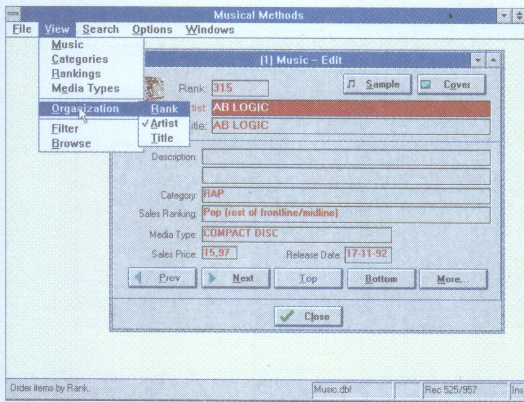 Musical Methods
File View Search Options Windows
Music
Categories
Rankings
Media Types
Organization
Filter
Browse
Rank
✓Artist
Title
(1) Music – Edit
Rank: 315
Sample Cover
tist: AB LOGIC
itle: AB LOGIC
Description:
Category: RAP
Sales Ranking: Pop (rest of frontline/midline)
Media Type: COMPACT DISC
Sales Price: 15,97 Release Date: 17-11-92
Prev Next Top Bottom More...
Close
Order items by Rank. Music.dbl Rec 525/957 Ins